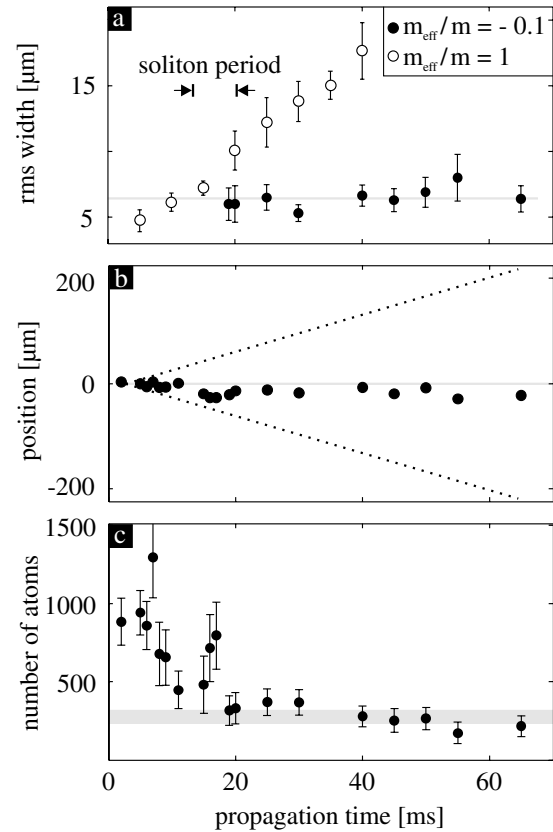 a
m_eff/m = - 0.1
m_eff/m = 1
soliton period
rms width [µm]
15
5
b
position [µm]
200
0
-200
c
number of atoms
1500
1000
500
0 20 40 60
propagation time [ms]